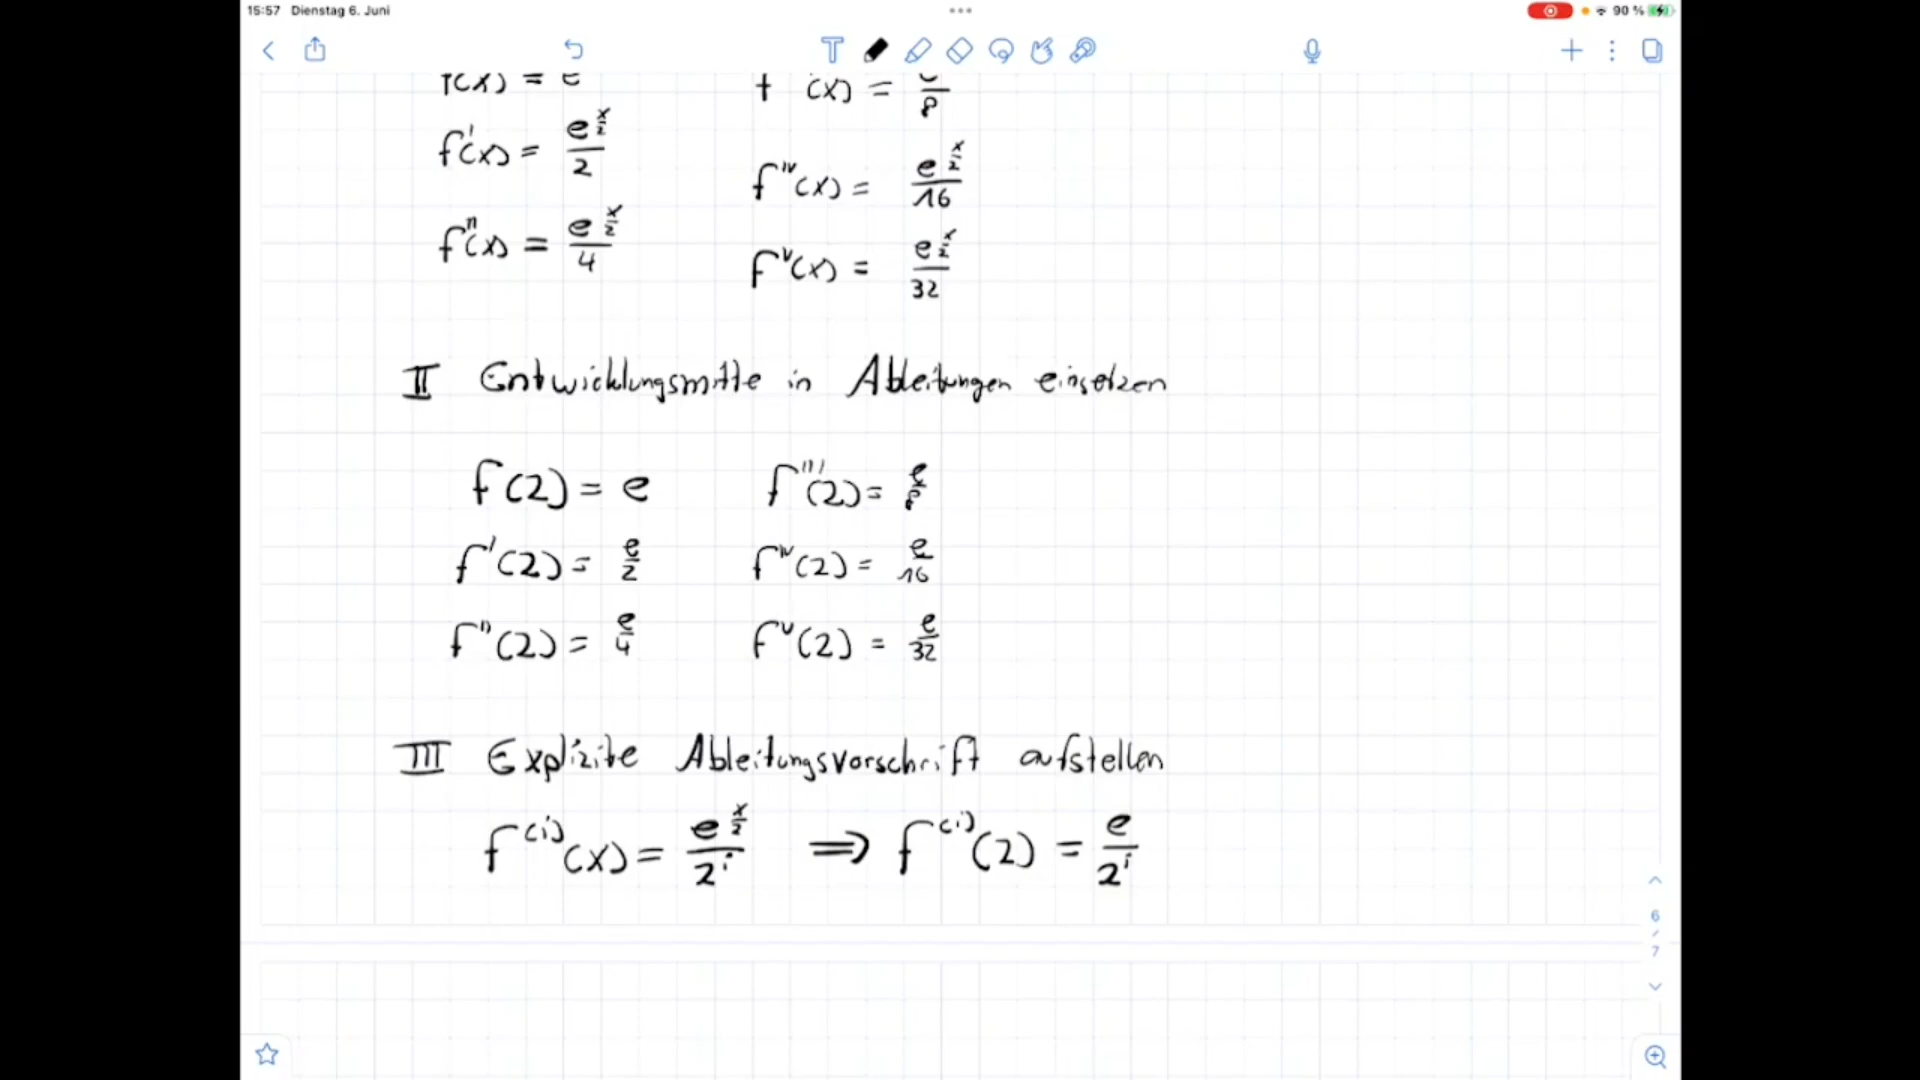 15:57 Dienstag 6. Juni
90 %
f(x) = e
f'(x) = e^{x/2}/2
f''(x) = e^{x/2}/4
(x) = /8
f^{IV}(x) = e^{x/2}/16
f^{V}(x) = e^{x/2}/32
II Entwicklungsmitte in Ableitungen einsetzen
f(2) = e
f'(2) = e/2
f''(2) = e/4
f'''(2) = e/8
f^{IV}(2) = e/16
f^{V}(2) = e/32
III Explizite Ableitungsvorschrift aufstellen
f^{(i)}(x) = e^{x/2}/2^i ⟹ f^{(i)}(2) = e/2^i
6
/
7